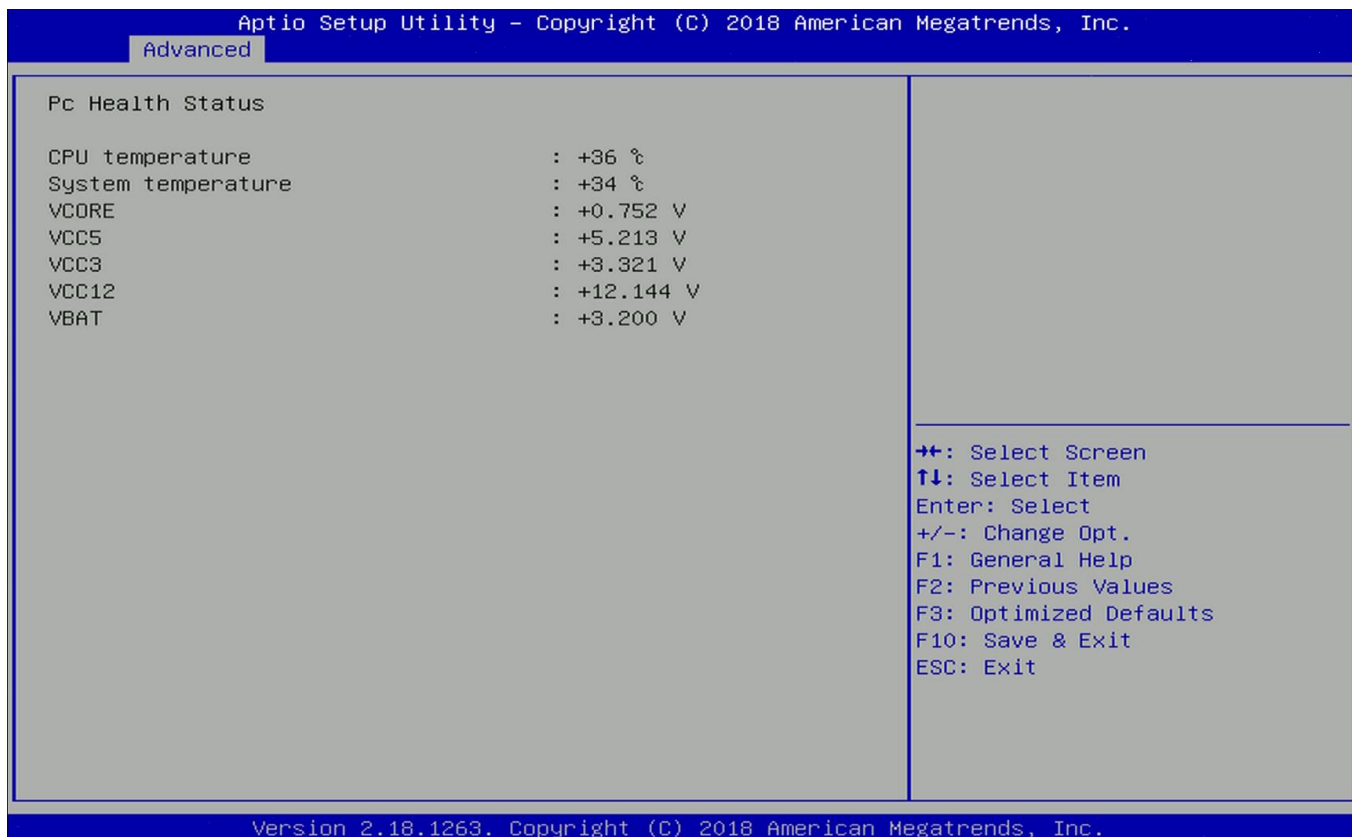 Aptio Setup Utility – Copyright (C) 2018 American Megatrends, Inc.
Advanced
Pc Health Status
CPU temperature : +36 ℃
System temperature : +34 ℃
VCORE : +0.752 V
VCC5 : +5.213 V
VCC3 : +3.321 V
VCC12 : +12.144 V
VBAT : +3.200 V
→←: Select Screen
↑↓: Select Item
Enter: Select
+/-: Change Opt.
F1: General Help
F2: Previous Values
F3: Optimized Defaults
F10: Save & Exit
ESC: Exit
Version 2.18.1263. Copyright (C) 2018 American Megatrends, Inc.